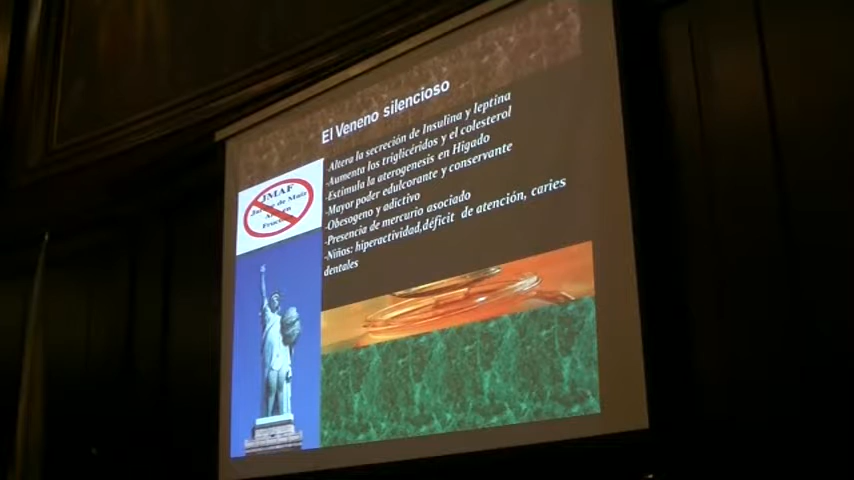 El Veneno silencioso
-Altera la secreción de Insulina y leptina
-Aumenta los triglicéridos y el colesterol
-Estimula la aterogenesis en Hígado
-Mayor poder edulcorante y conservante
-Obesogeno y adictivo
-Presencia de mercurio asociado
-Niños: hiperactividad,déficit de atención, caries
dentales
JMAF
de Maíz